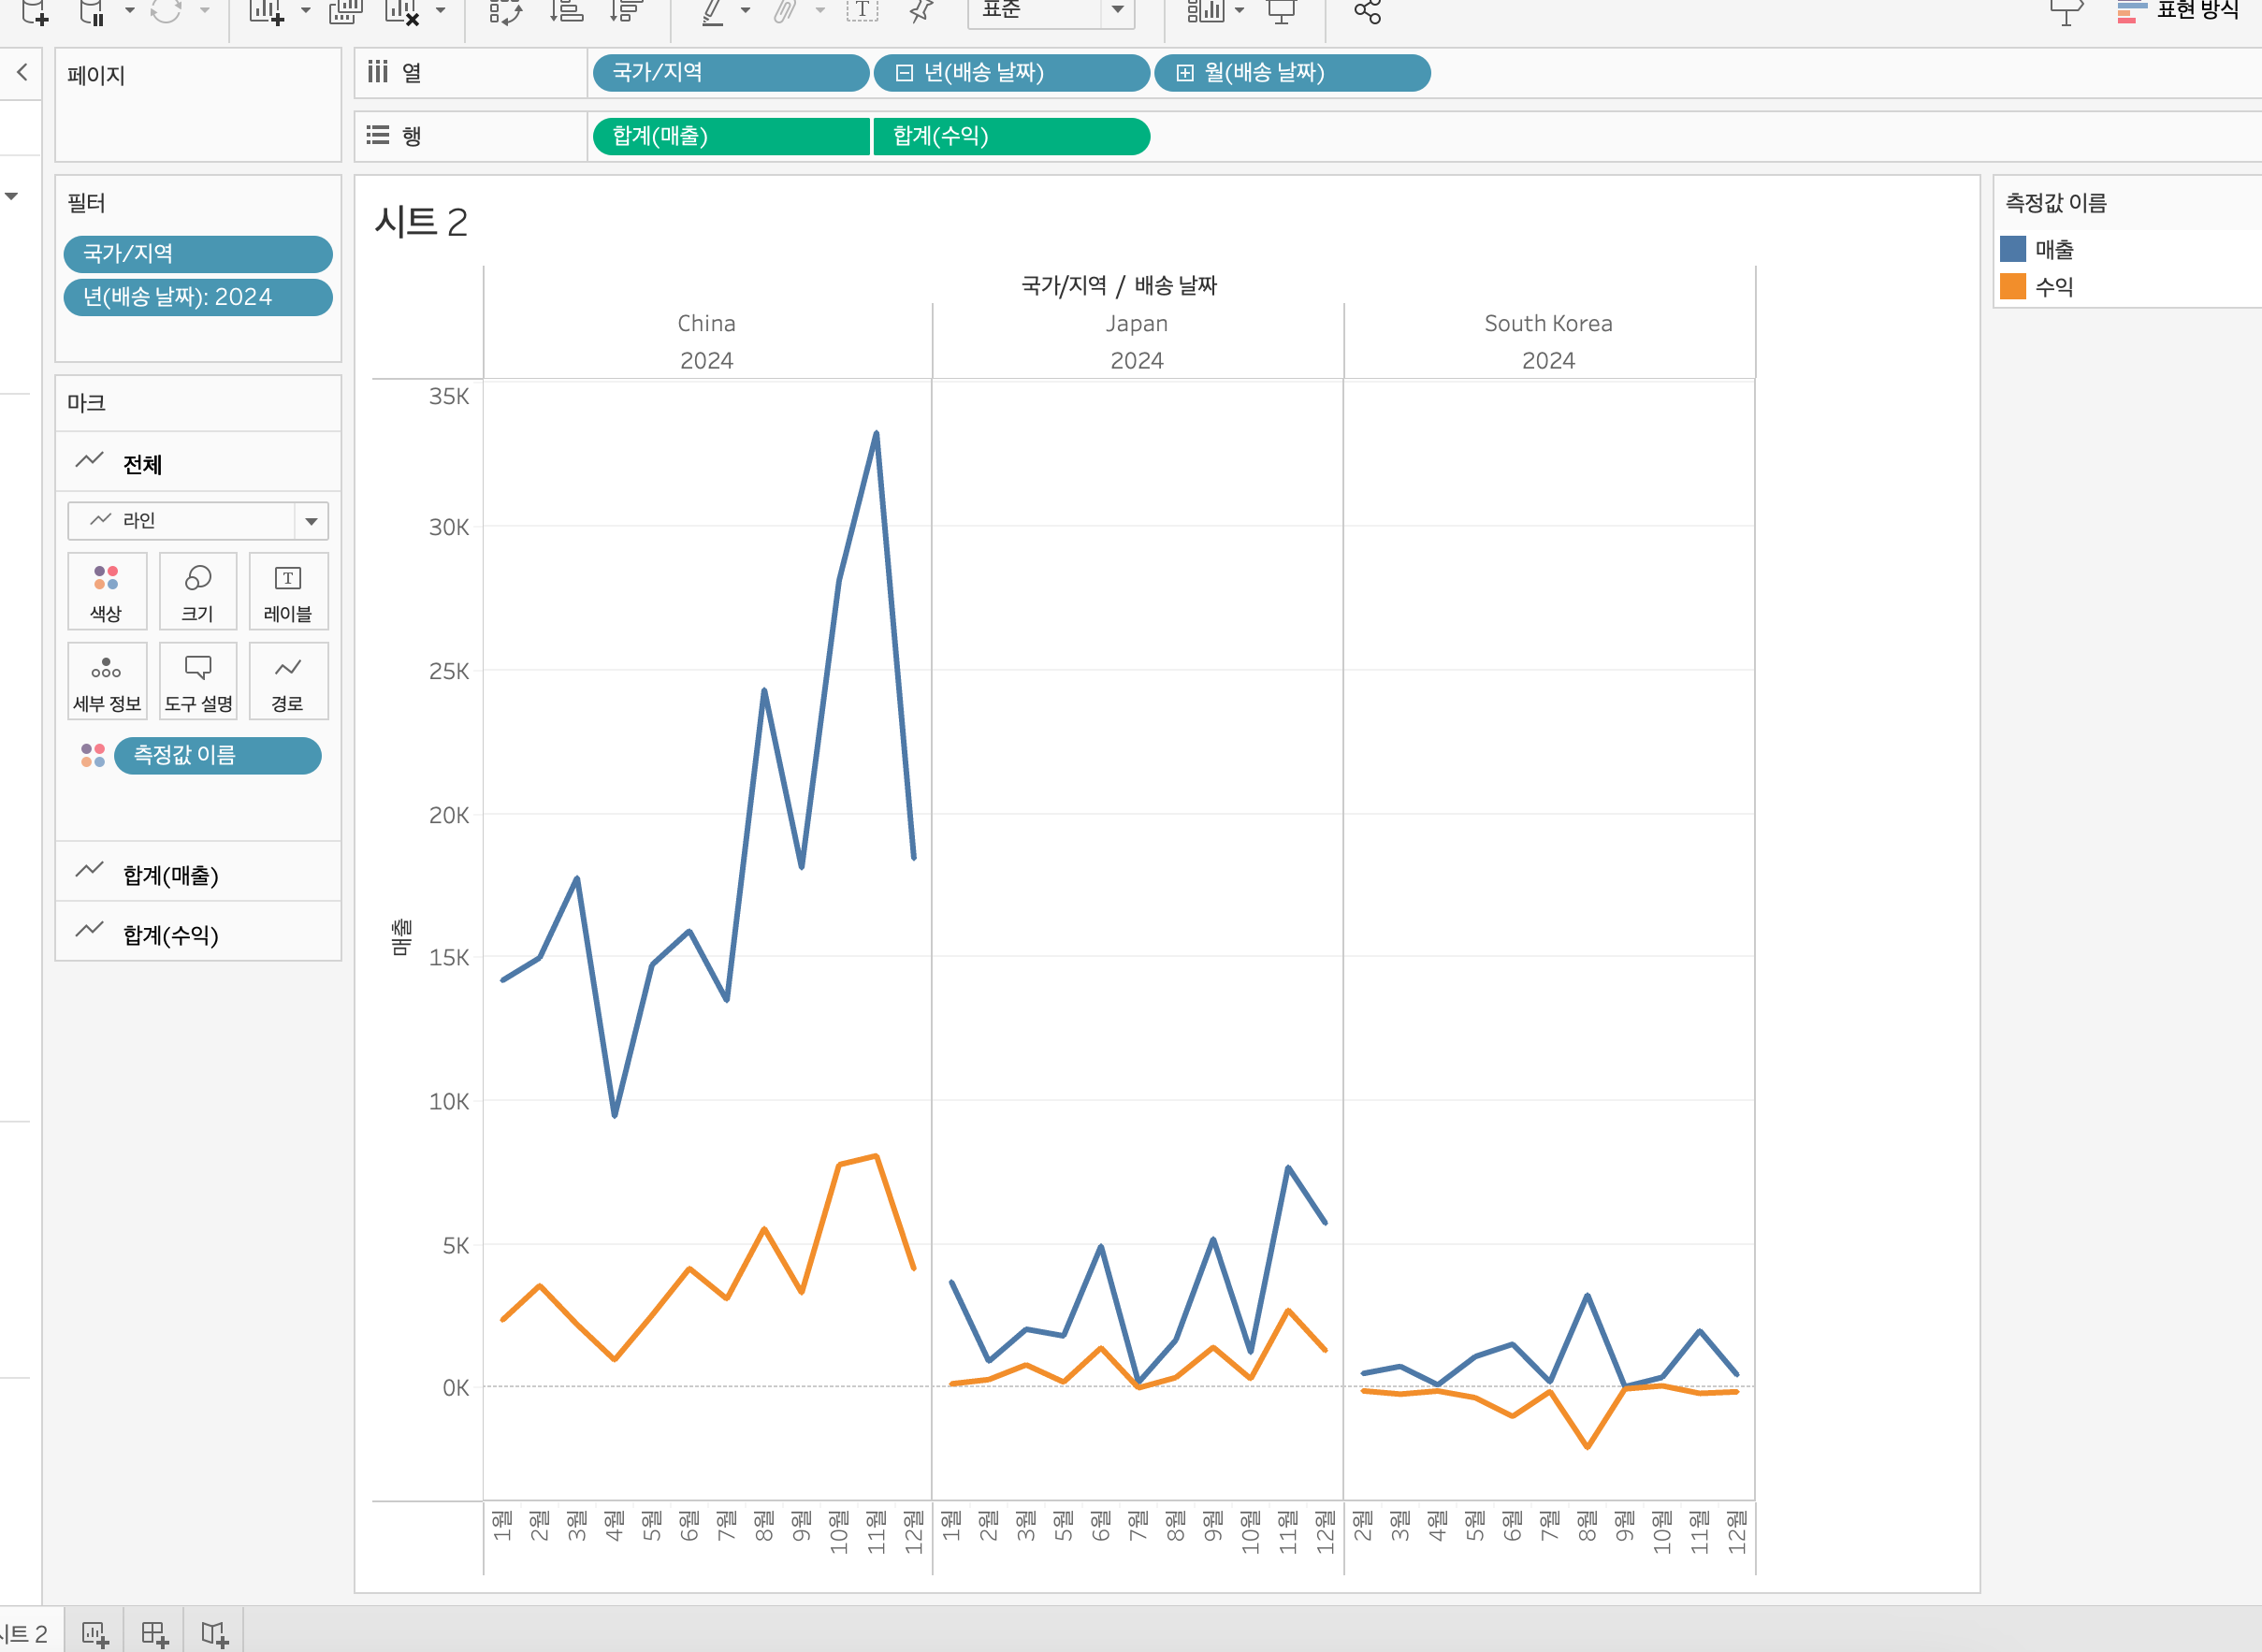 표준
표현 방식
페이지
열
국가/지역
년(배송 날짜)
월(배송 날짜)
행
합계(매출)
합계(수익)
필터
국가/지역
년(배송 날짜): 2024
마크
전체
라인
색상
크기
레이블
T
세부 정보
도구 설명
경로
측정값 이름
합계(매출)
합계(수익)
시트 2
국가/지역 / 배송 날짜
China
Japan
South Korea
2024
2024
2024
35K
30K
25K
20K
15K
10K
5K
0K
매출
1월
2월
3월
4월
5월
6월
7월
8월
9월
10월
11월
12월
1월
2월
3월
5월
6월
7월
8월
9월
10월
11월
12월
2월
3월
4월
5월
6월
7월
8월
9월
10월
11월
12월
측정값 이름
매출
수익
시트 2